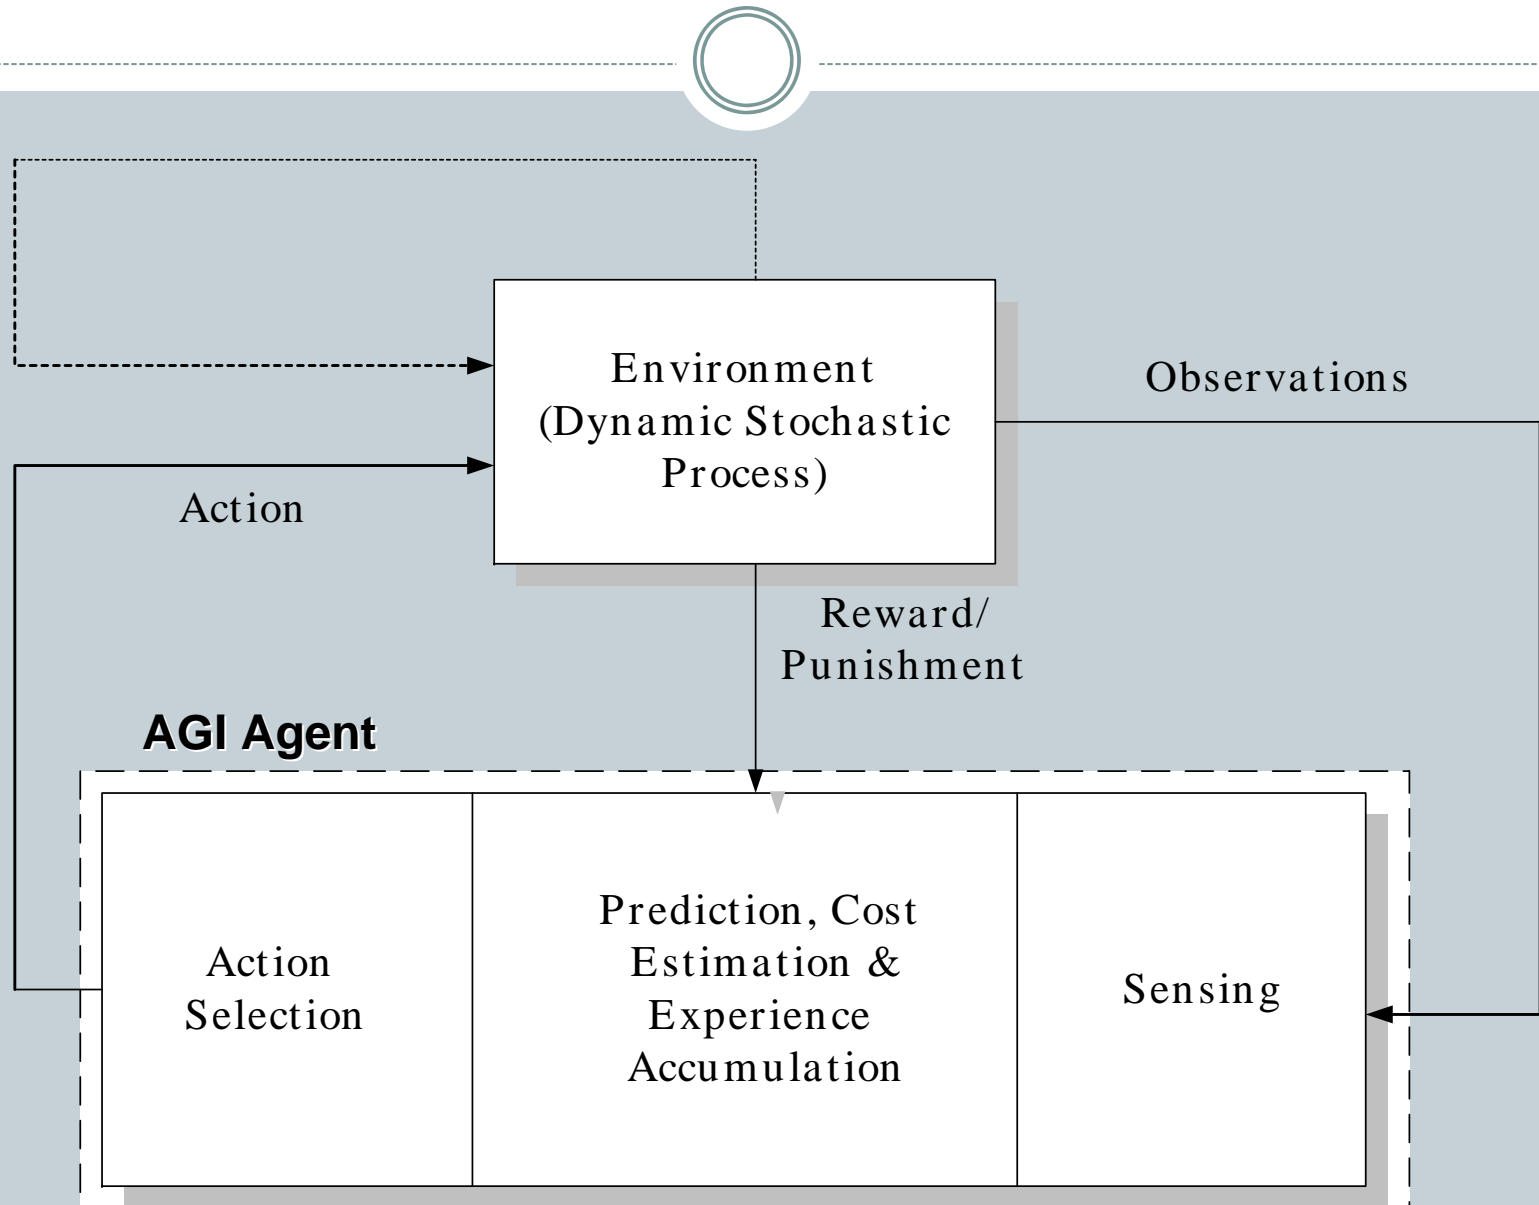 Environment
(Dynamic Stochastic
Process)
Observations
Action
Reward/
Punishment
AGI Agent
Action
Selection
Prediction, Cost
Estimation &
Experience
Accumulation
Sensing